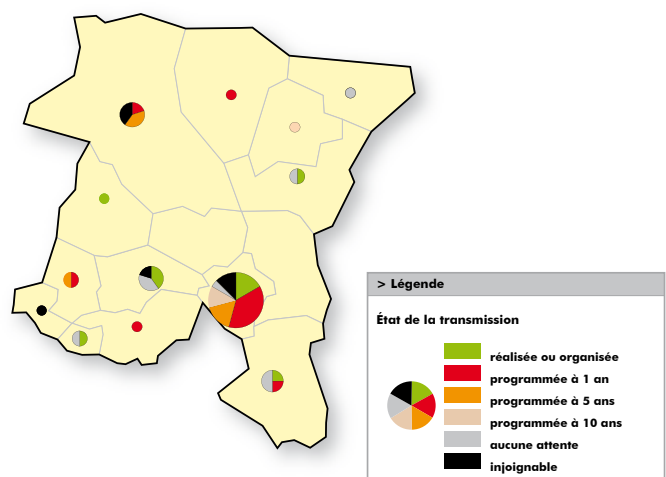 > Légende
État de la transmission
réalisée ou organisée
programmée à 1 an
programmée à 5 ans
programmée à 10 ans
aucune attente
injoignable